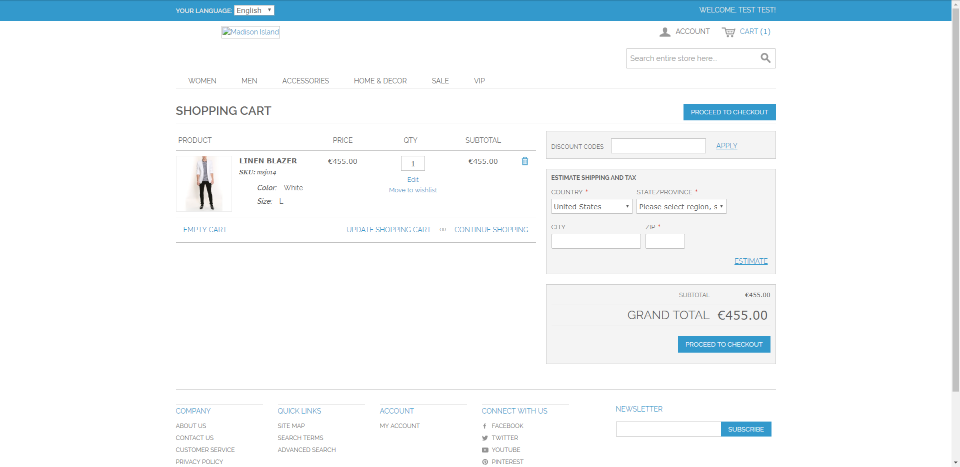 YOUR LANGUAGE: English
WELCOME, TEST TEST!
Madison Island
ACCOUNT
CART (1)
Search entire store here...
WOMEN MEN ACCESSORIES HOME & DECOR SALE VIP
SHOPPING CART
PROCEED TO CHECKOUT
PRODUCT PRICE QTY SUBTOTAL
LINEN BLAZER €455.00 1 €455.00
SKU: msj014
Color: White
Size: L
Edit
Move to wishlist
EMPTY CART
UPDATE SHOPPING CART
CONTINUE SHOPPING
DISCOUNT CODES
APPLY
ESTIMATE SHIPPING AND TAX
COUNTRY * STATE/PROVINCE *
United States Please select region, s
CITY ZIP *
ESTIMATE
SUBTOTAL €455.00
GRAND TOTAL €455.00
PROCEED TO CHECKOUT
COMPANY
ABOUT US
CONTACT US
CUSTOMER SERVICE
PRIVACY POLICY
QUICK LINKS
SITE MAP
SEARCH TERMS
ADVANCED SEARCH
ACCOUNT
MY ACCOUNT
CONNECT WITH US
FACEBOOK
TWITTER
YOUTUBE
PINTEREST
NEWSLETTER
SUBSCRIBE